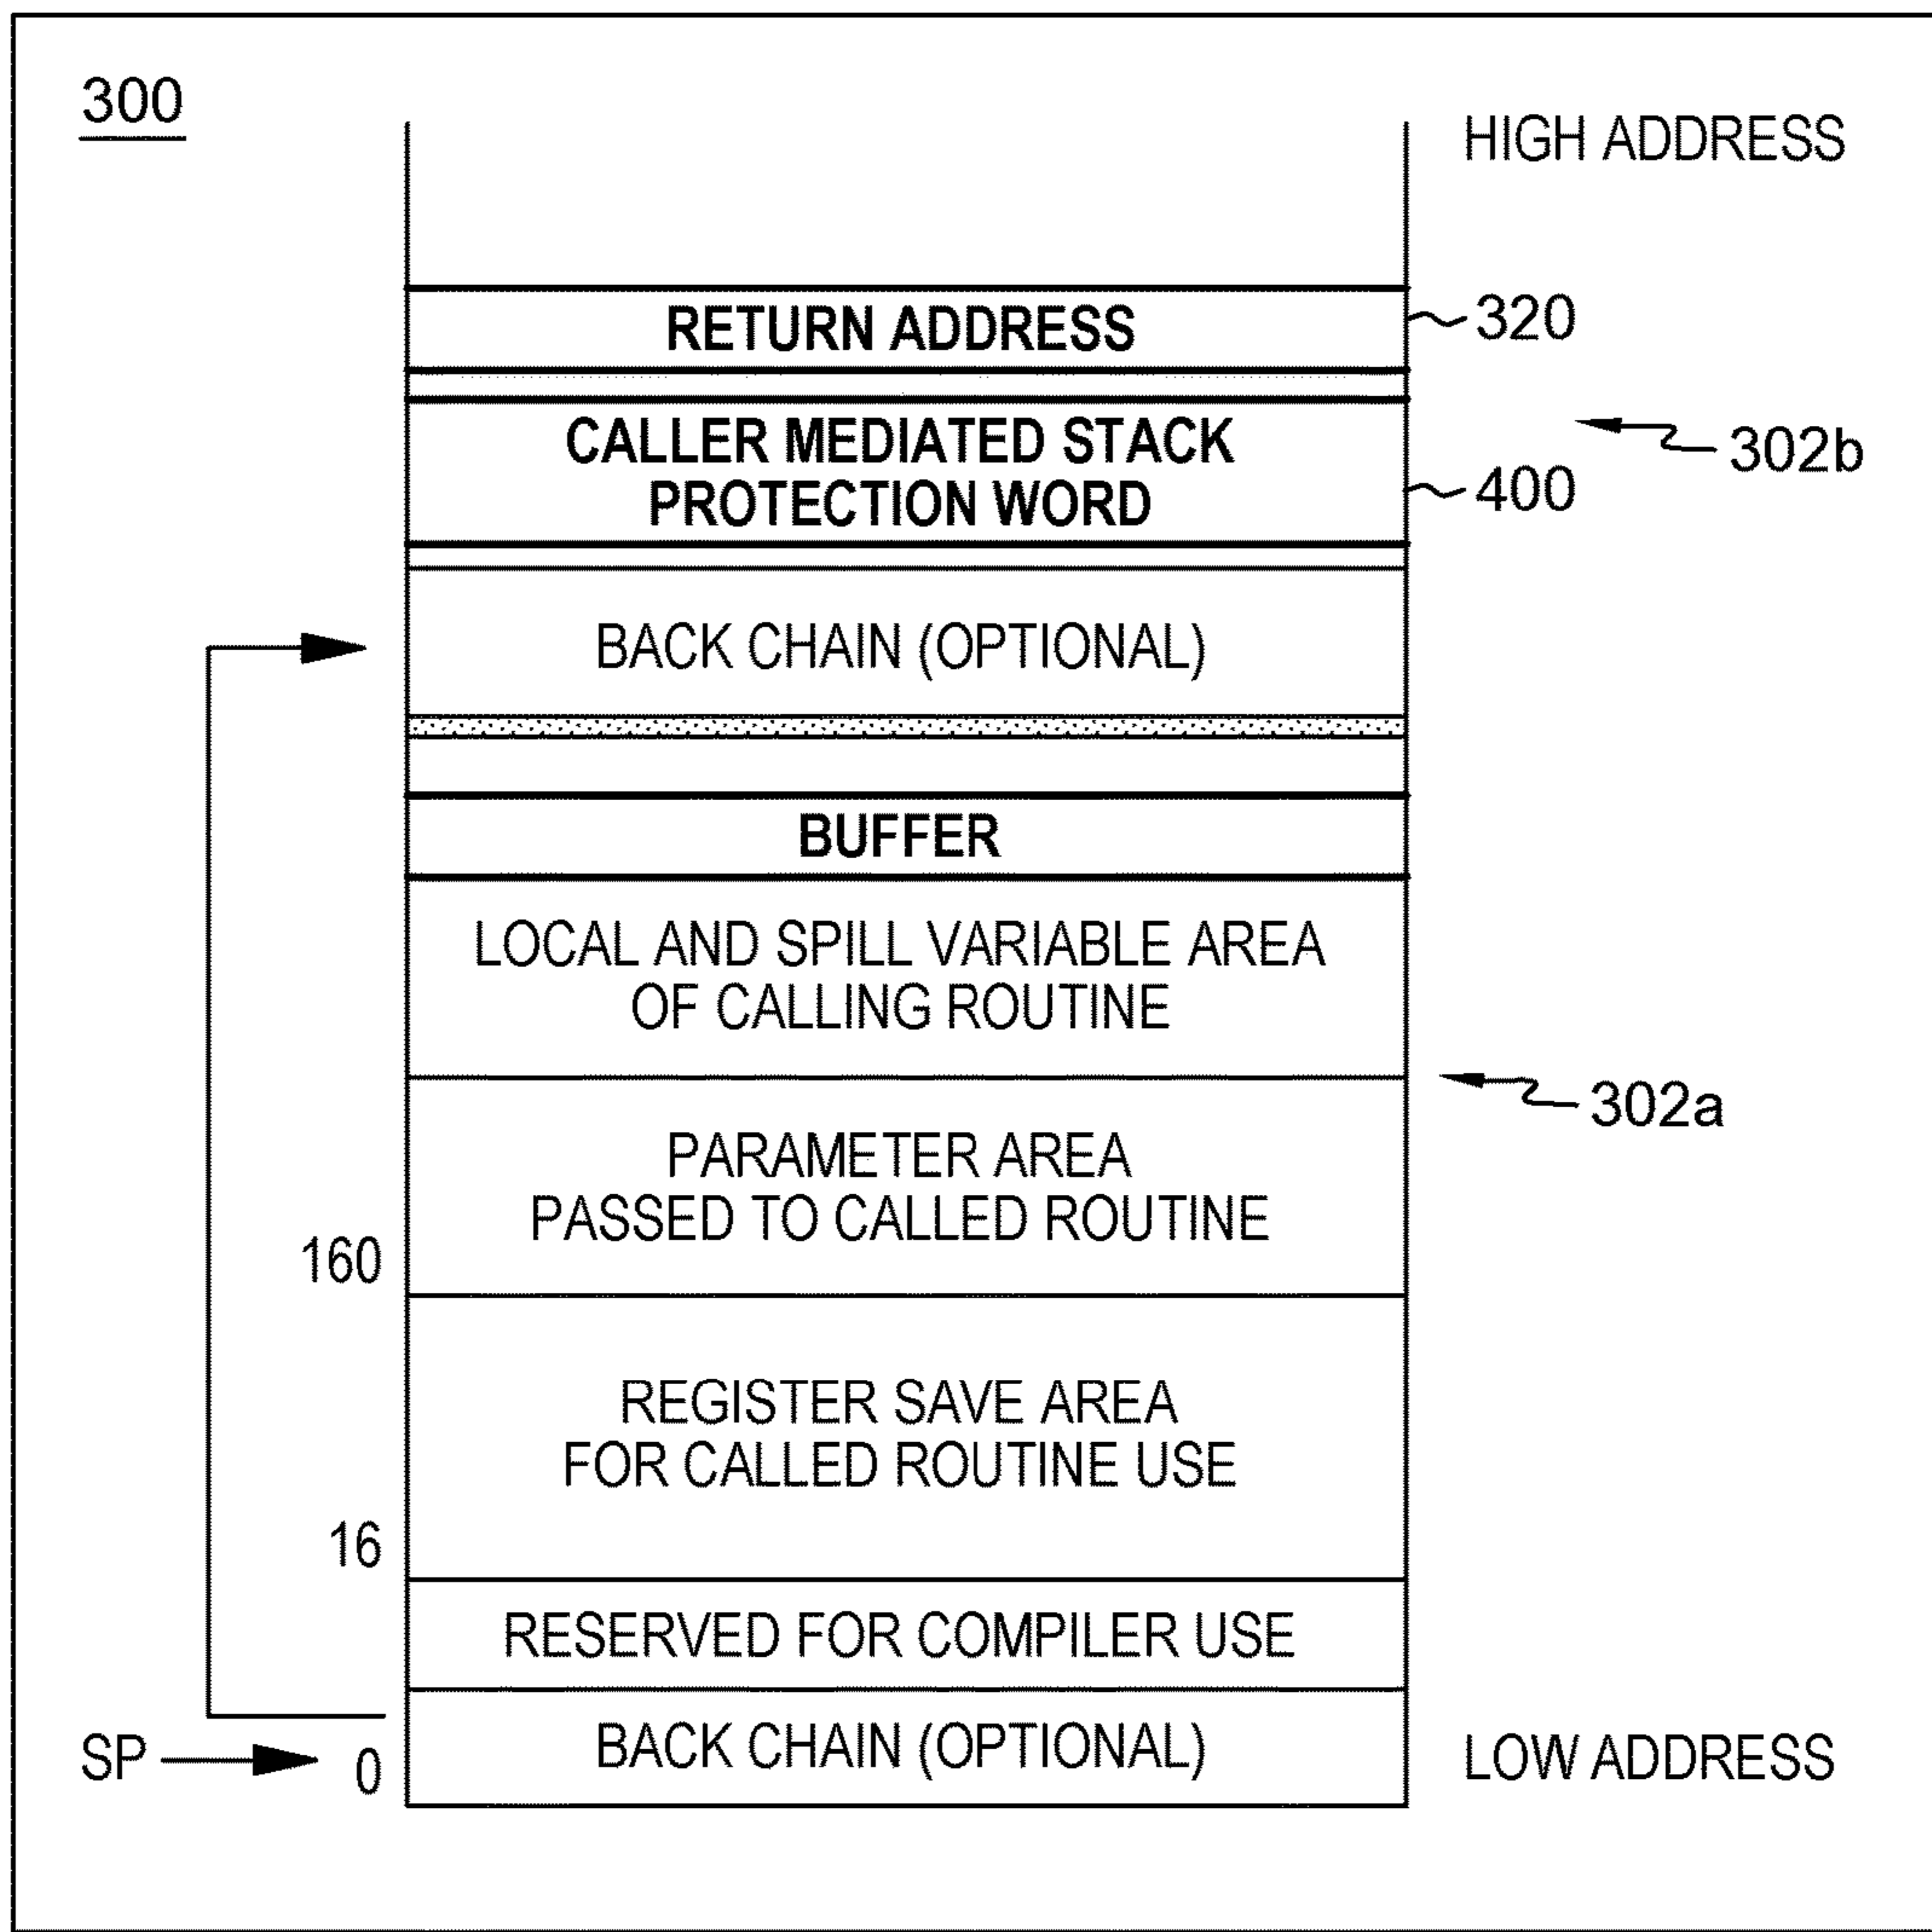 300
HIGH ADDRESS
RETURN ADDRESS
320
CALLER MEDIATED STACK
PROTECTION WORD
302b
400
BACK CHAIN (OPTIONAL)
BUFFER
LOCAL AND SPILL VARIABLE AREA
OF CALLING ROUTINE
302a
PARAMETER AREA
PASSED TO CALLED ROUTINE
160
REGISTER SAVE AREA
FOR CALLED ROUTINE USE
16
RESERVED FOR COMPILER USE
SP
0
BACK CHAIN (OPTIONAL)
LOW ADDRESS